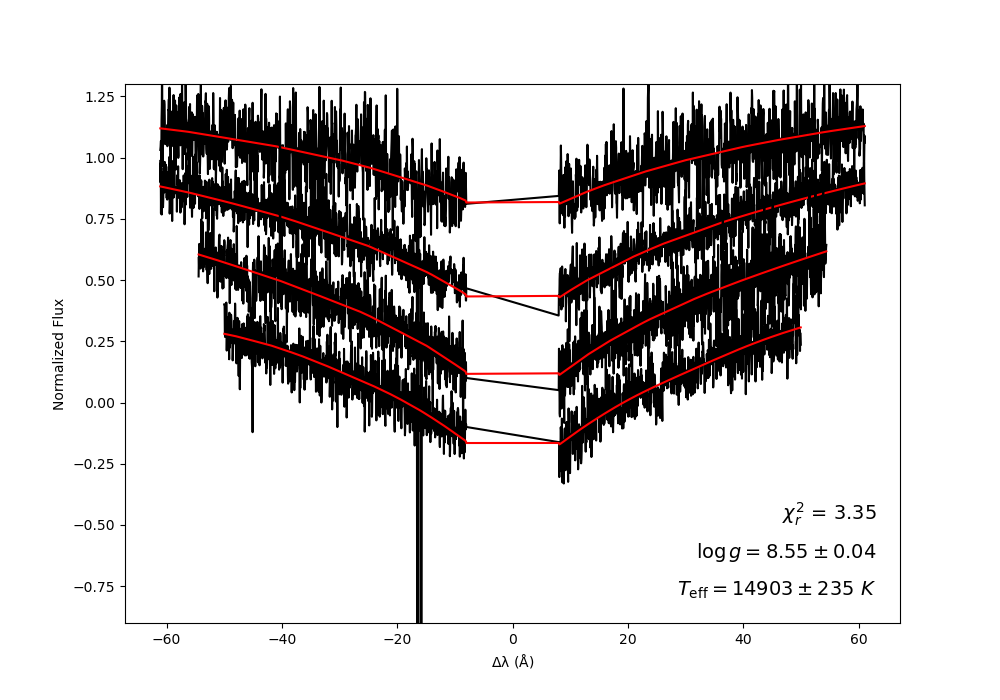 1.25
1.00
0.75
0.50
0.25
0.00
−0.25
−0.50
−0.75
Normalized Flux
χ²ᵣ = 3.35
log g = 8.55 ± 0.04
T_eff = 14903 ± 235 K
−60 −40 −20 0 20 40 60
Δλ (Å)